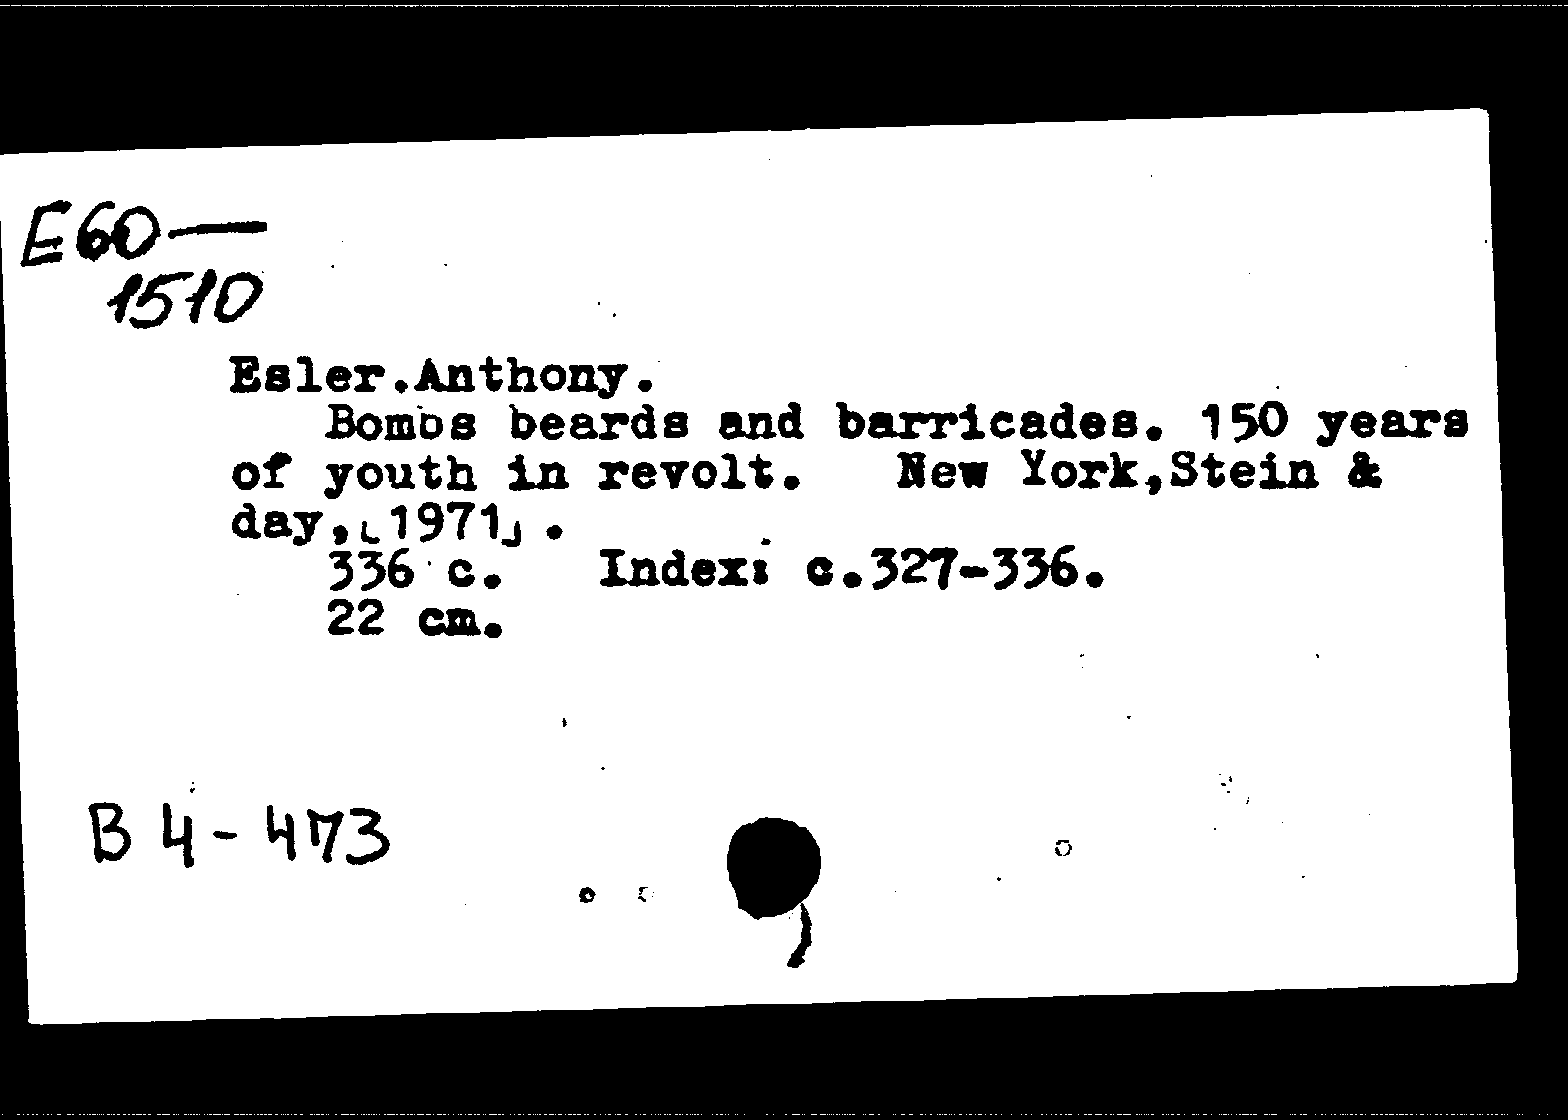 E60—
1510
Esler.Anthony.
Bombs beards and barricades. 150 years
of youth in revolt. New York,Stein &
day,[1971].
336 c. Index: c.327-336.
22 cm.
B 4-473